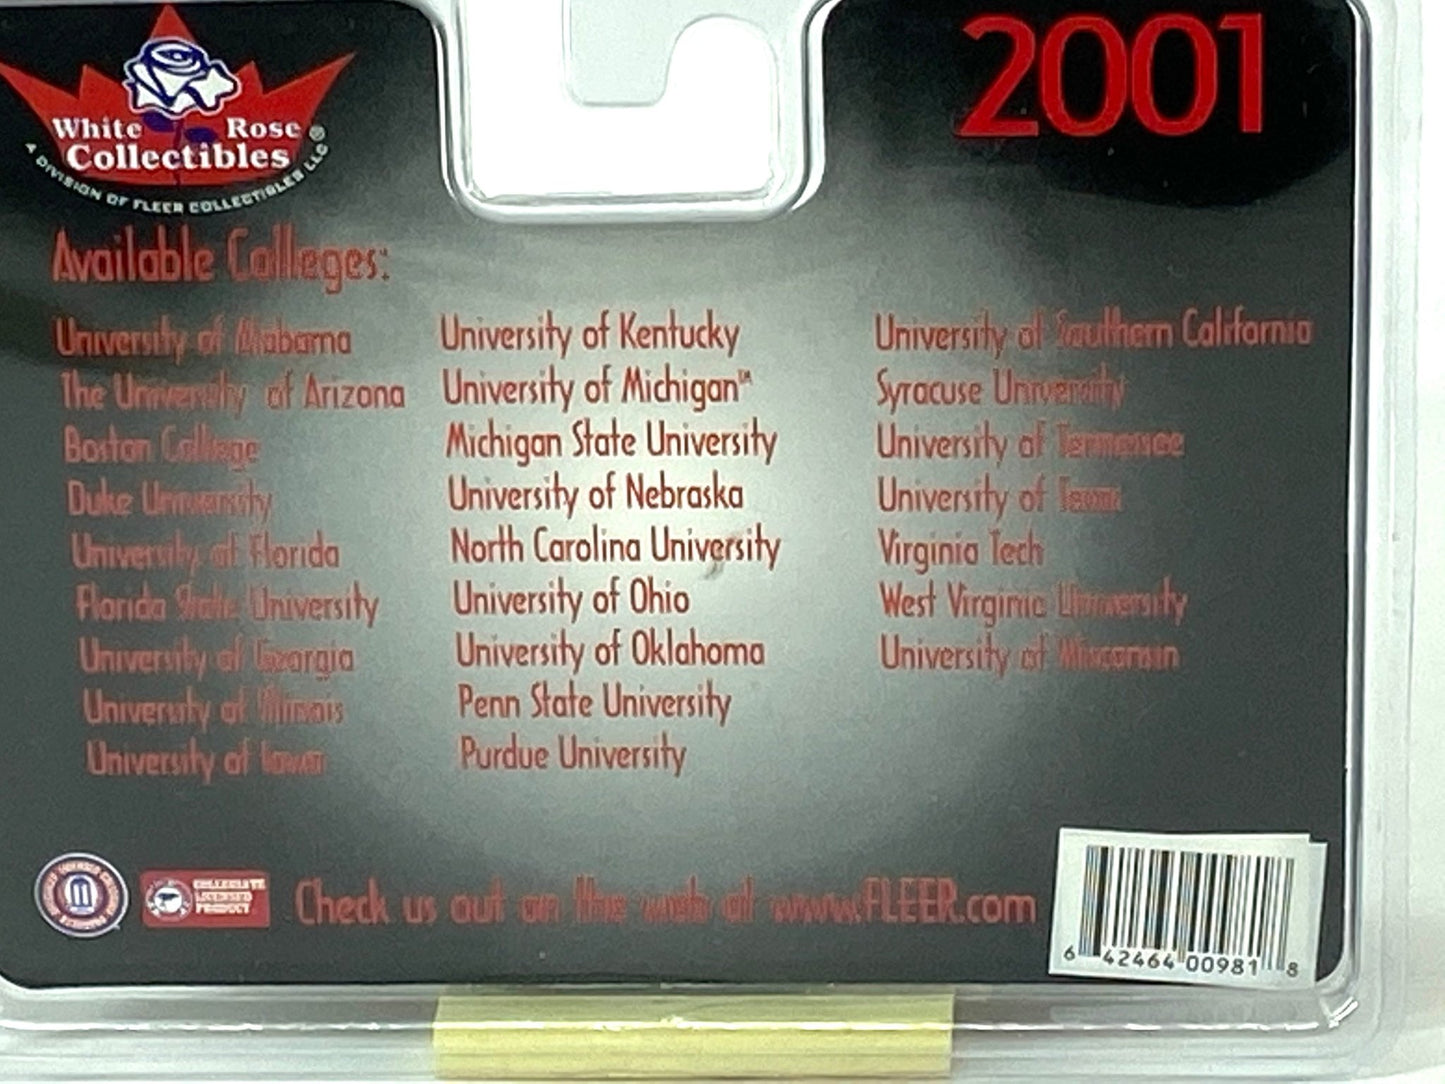 2001
White Rose
Collectibles®
A DIVISION OF FLEER COLLECTIBLES LLC
Available Colleges:
University of Alabama
The University of Arizona
Boston College
Duke University
University of Florida
Florida State University
University of Georgia
University of Illinois
University of Iowa
University of Kentucky
University of Michigan™
Michigan State University
University of Nebraska
North Carolina University
University of Ohio
University of Oklahoma
Penn State University
Purdue University
University of Southern California
Syracuse University
University of Tennessee
University of Texas
Virginia Tech
West Virginia University
University of Wisconsin
COLLEGIATE
LICENSED
PRODUCT
Check us out on the web at www.FLEER.com
6 42464 00981 8